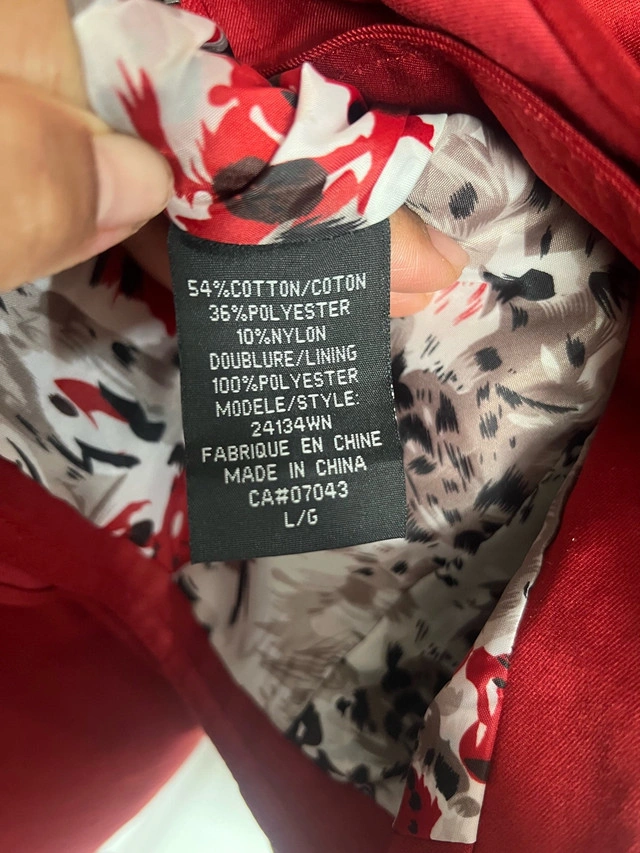 54%COTTON/COTON
36%POLYESTER
10%NYLON
DOUBLURE/LINING
100%POLYESTER
MODELE/STYLE:
24134WN
FABRIQUE EN CHINE
MADE IN CHINA
CA#07043
L/G